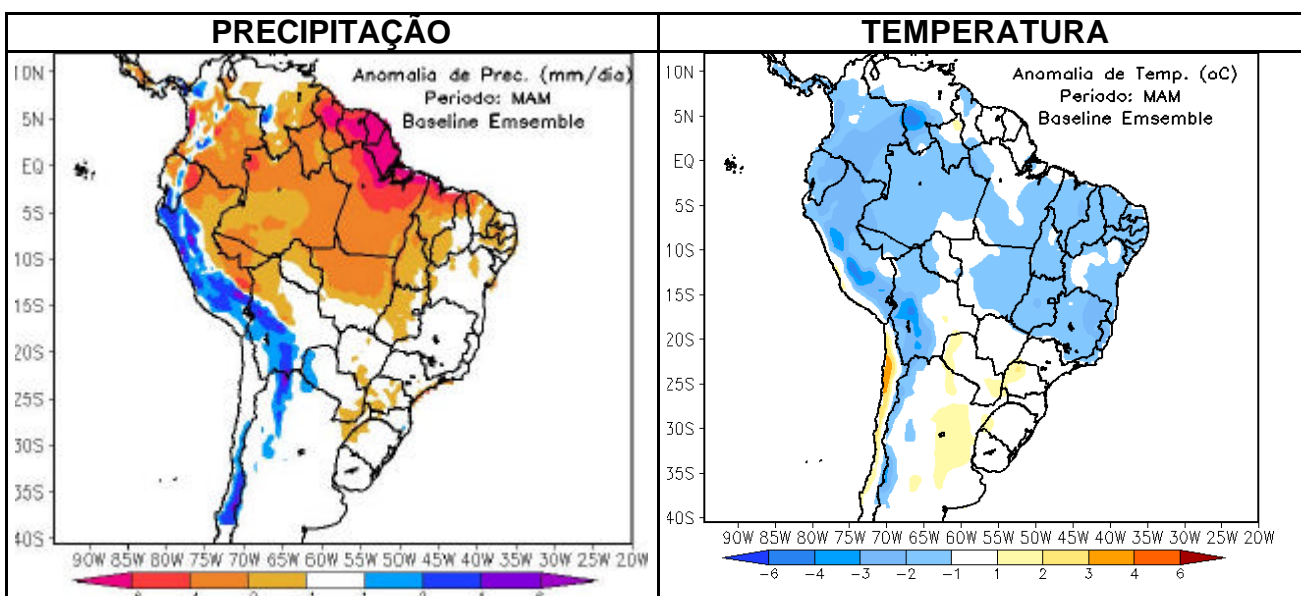 PRECIPITAÇÃO
TEMPERATURA
Anomalia de Prec. (mm/dia)
Periodo: MAM
Baseline Emsemble
10N
5N
EQ
5S
10S
15S
20S
25S
30S
35S
40S
90W 85W 80W 75W 70W 65W 60W 55W 50W 45W 40W 35W 30W 25W 20W
Anomalia de Temp. (oC)
Periodo: MAM
Baseline Emsemble
10N
5N
EQ
5S
10S
15S
20S
25S
30S
35S
40S
90W 85W 80W 75W 70W 65W 60W 55W 50W 45W 40W 35W 30W 25W 20W
-6 -4 -3 -2 -1 1 2 3 4 6